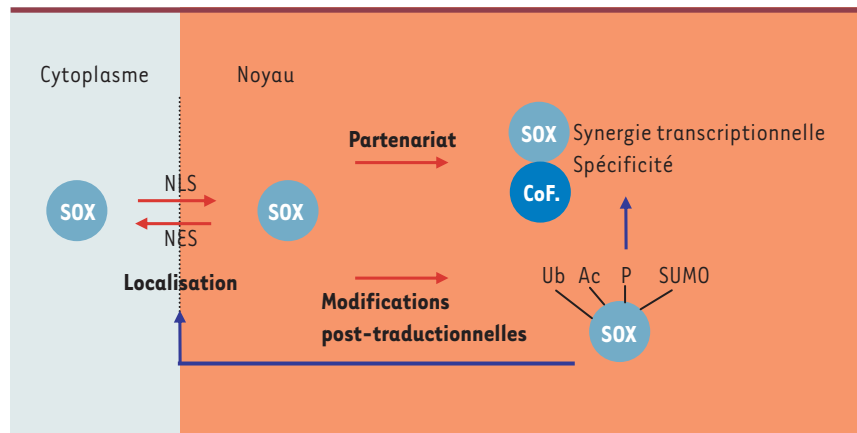 Cytoplasme
Noyau
Partenariat
SOX
Synergie transcriptionnelle
Spécificité
CoF.
NLS
SOX
SOX
NES
Localisation
Ub Ac P SUMO
Modifications
post-traductionnelles
SOX